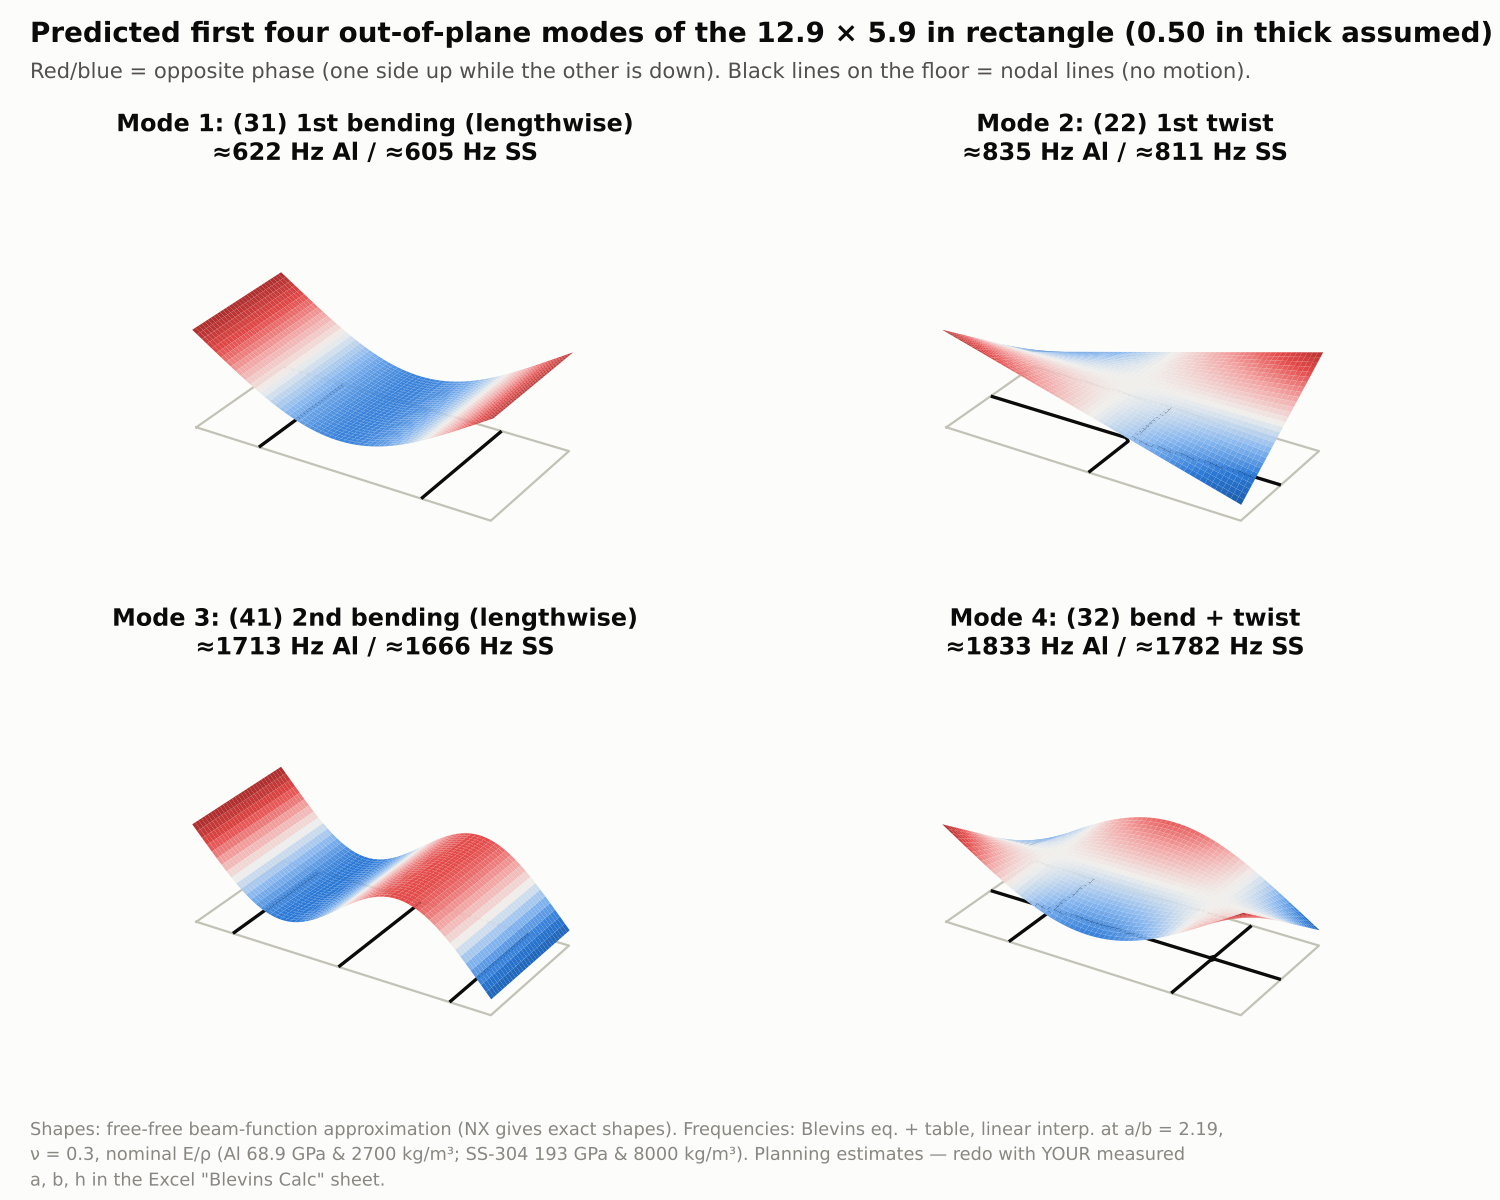 Predicted first four out-of-plane modes of the 12.9 × 5.9 in rectangle (0.50 in thick assumed)
Red/blue = opposite phase (one side up while the other is down). Black lines on the floor = nodal lines (no motion).
Mode 1: (31) 1st bending (lengthwise)
≈622 Hz Al / ≈605 Hz SS
Mode 2: (22) 1st twist
≈835 Hz Al / ≈811 Hz SS
Mode 3: (41) 2nd bending (lengthwise)
≈1713 Hz Al / ≈1666 Hz SS
Mode 4: (32) bend + twist
≈1833 Hz Al / ≈1782 Hz SS
Shapes: free-free beam-function approximation (NX gives exact shapes). Frequencies: Blevins eq. + table, linear interp. at a/b = 2.19,
ν = 0.3, nominal E/ρ (Al 68.9 GPa & 2700 kg/m³; SS-304 193 GPa & 8000 kg/m³). Planning estimates — redo with YOUR measured
a, b, h in the Excel "Blevins Calc" sheet.